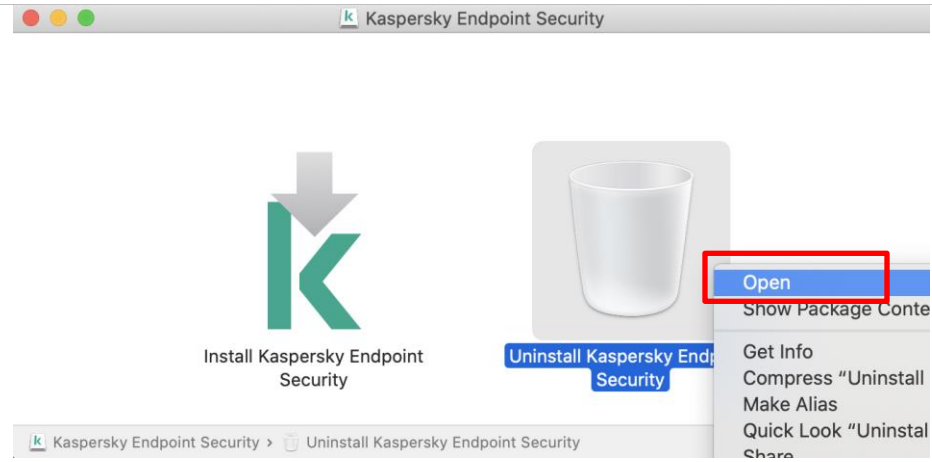 Kaspersky Endpoint Security
Install Kaspersky Endpoint
Security
Uninstall Kaspersky Endp
Security
Open
Show Package Conte
Get Info
Compress “Uninstall
Make Alias
Quick Look “Uninstal
Share
Kaspersky Endpoint Security › Uninstall Kaspersky Endpoint Security